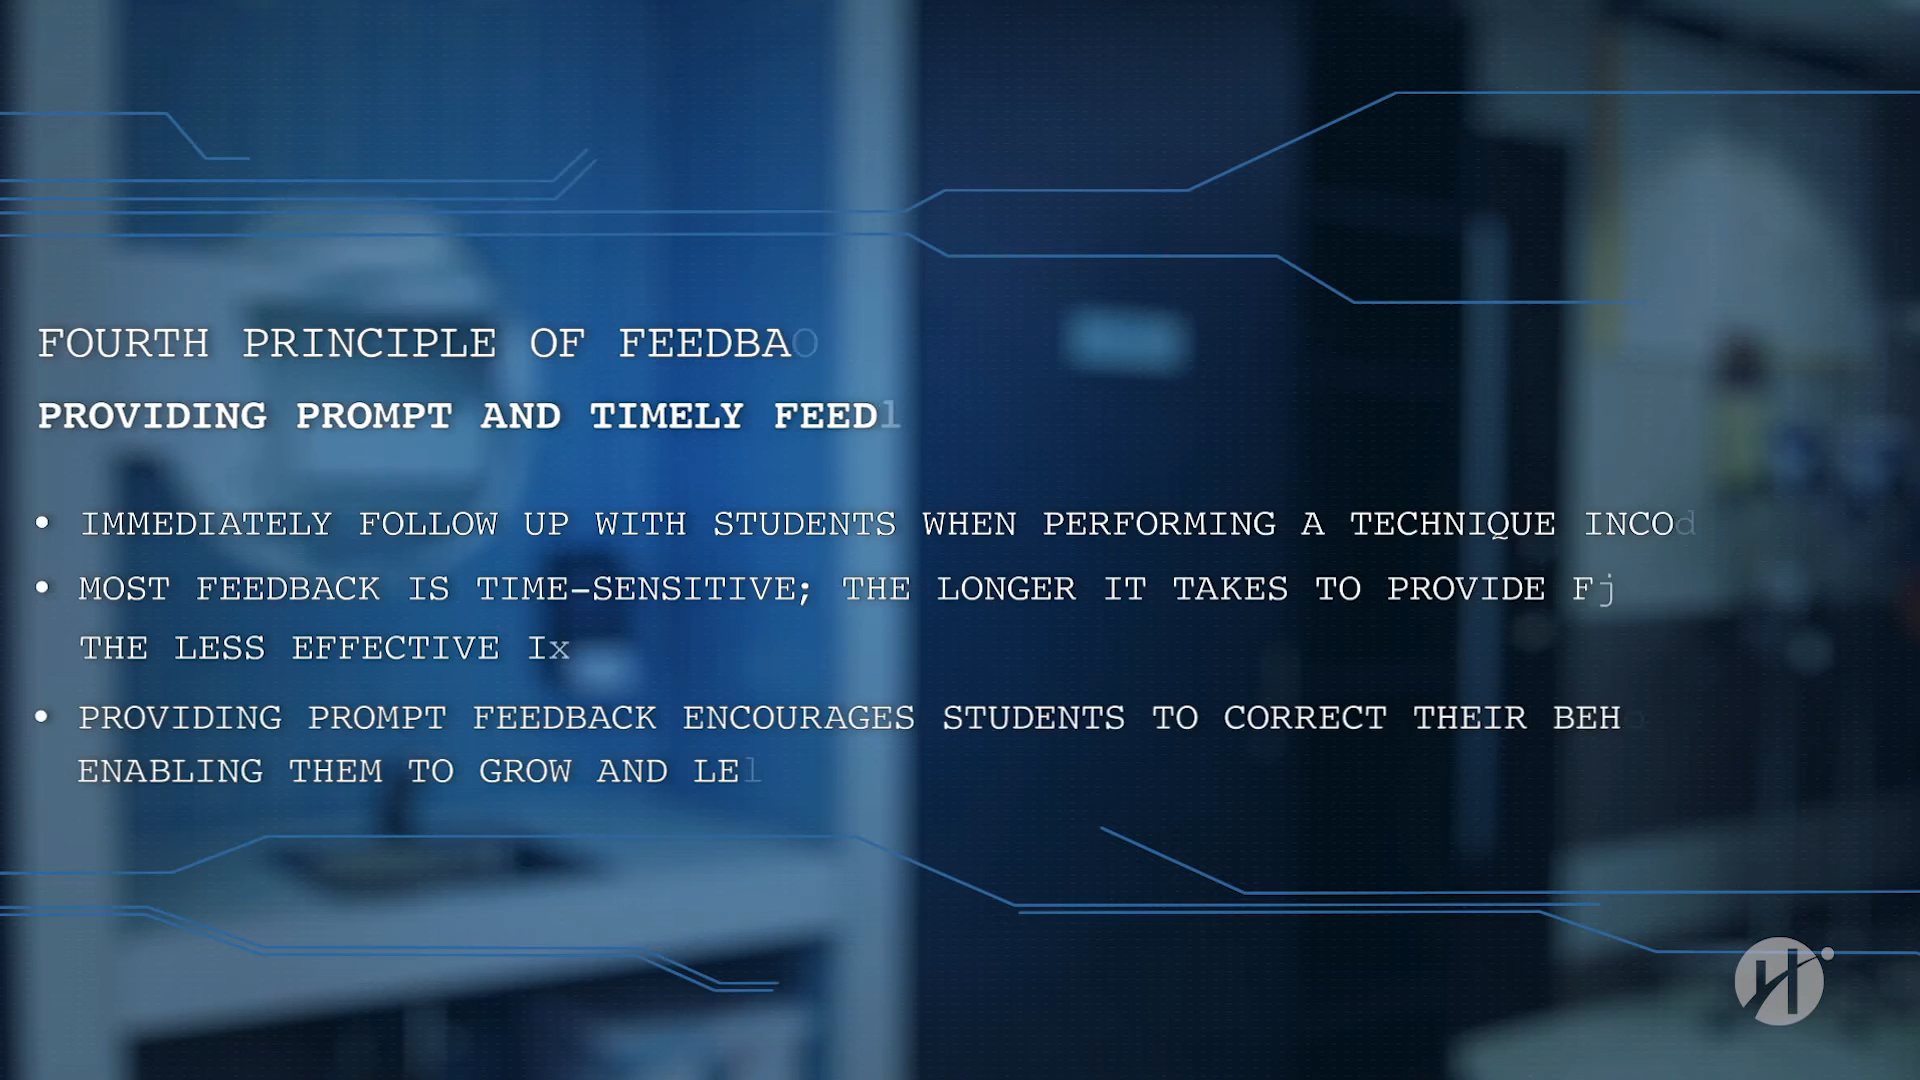 FOURTH PRINCIPLE OF FEEDBA
PROVIDING PROMPT AND TIMELY FEED
• IMMEDIATELY FOLLOW UP WITH STUDENTS WHEN PERFORMING A TECHNIQUE INCO
• MOST FEEDBACK IS TIME-SENSITIVE; THE LONGER IT TAKES TO PROVIDE Fj
THE LESS EFFECTIVE Ix
• PROVIDING PROMPT FEEDBACK ENCOURAGES STUDENTS TO CORRECT THEIR BEH
ENABLING THEM TO GROW AND LE